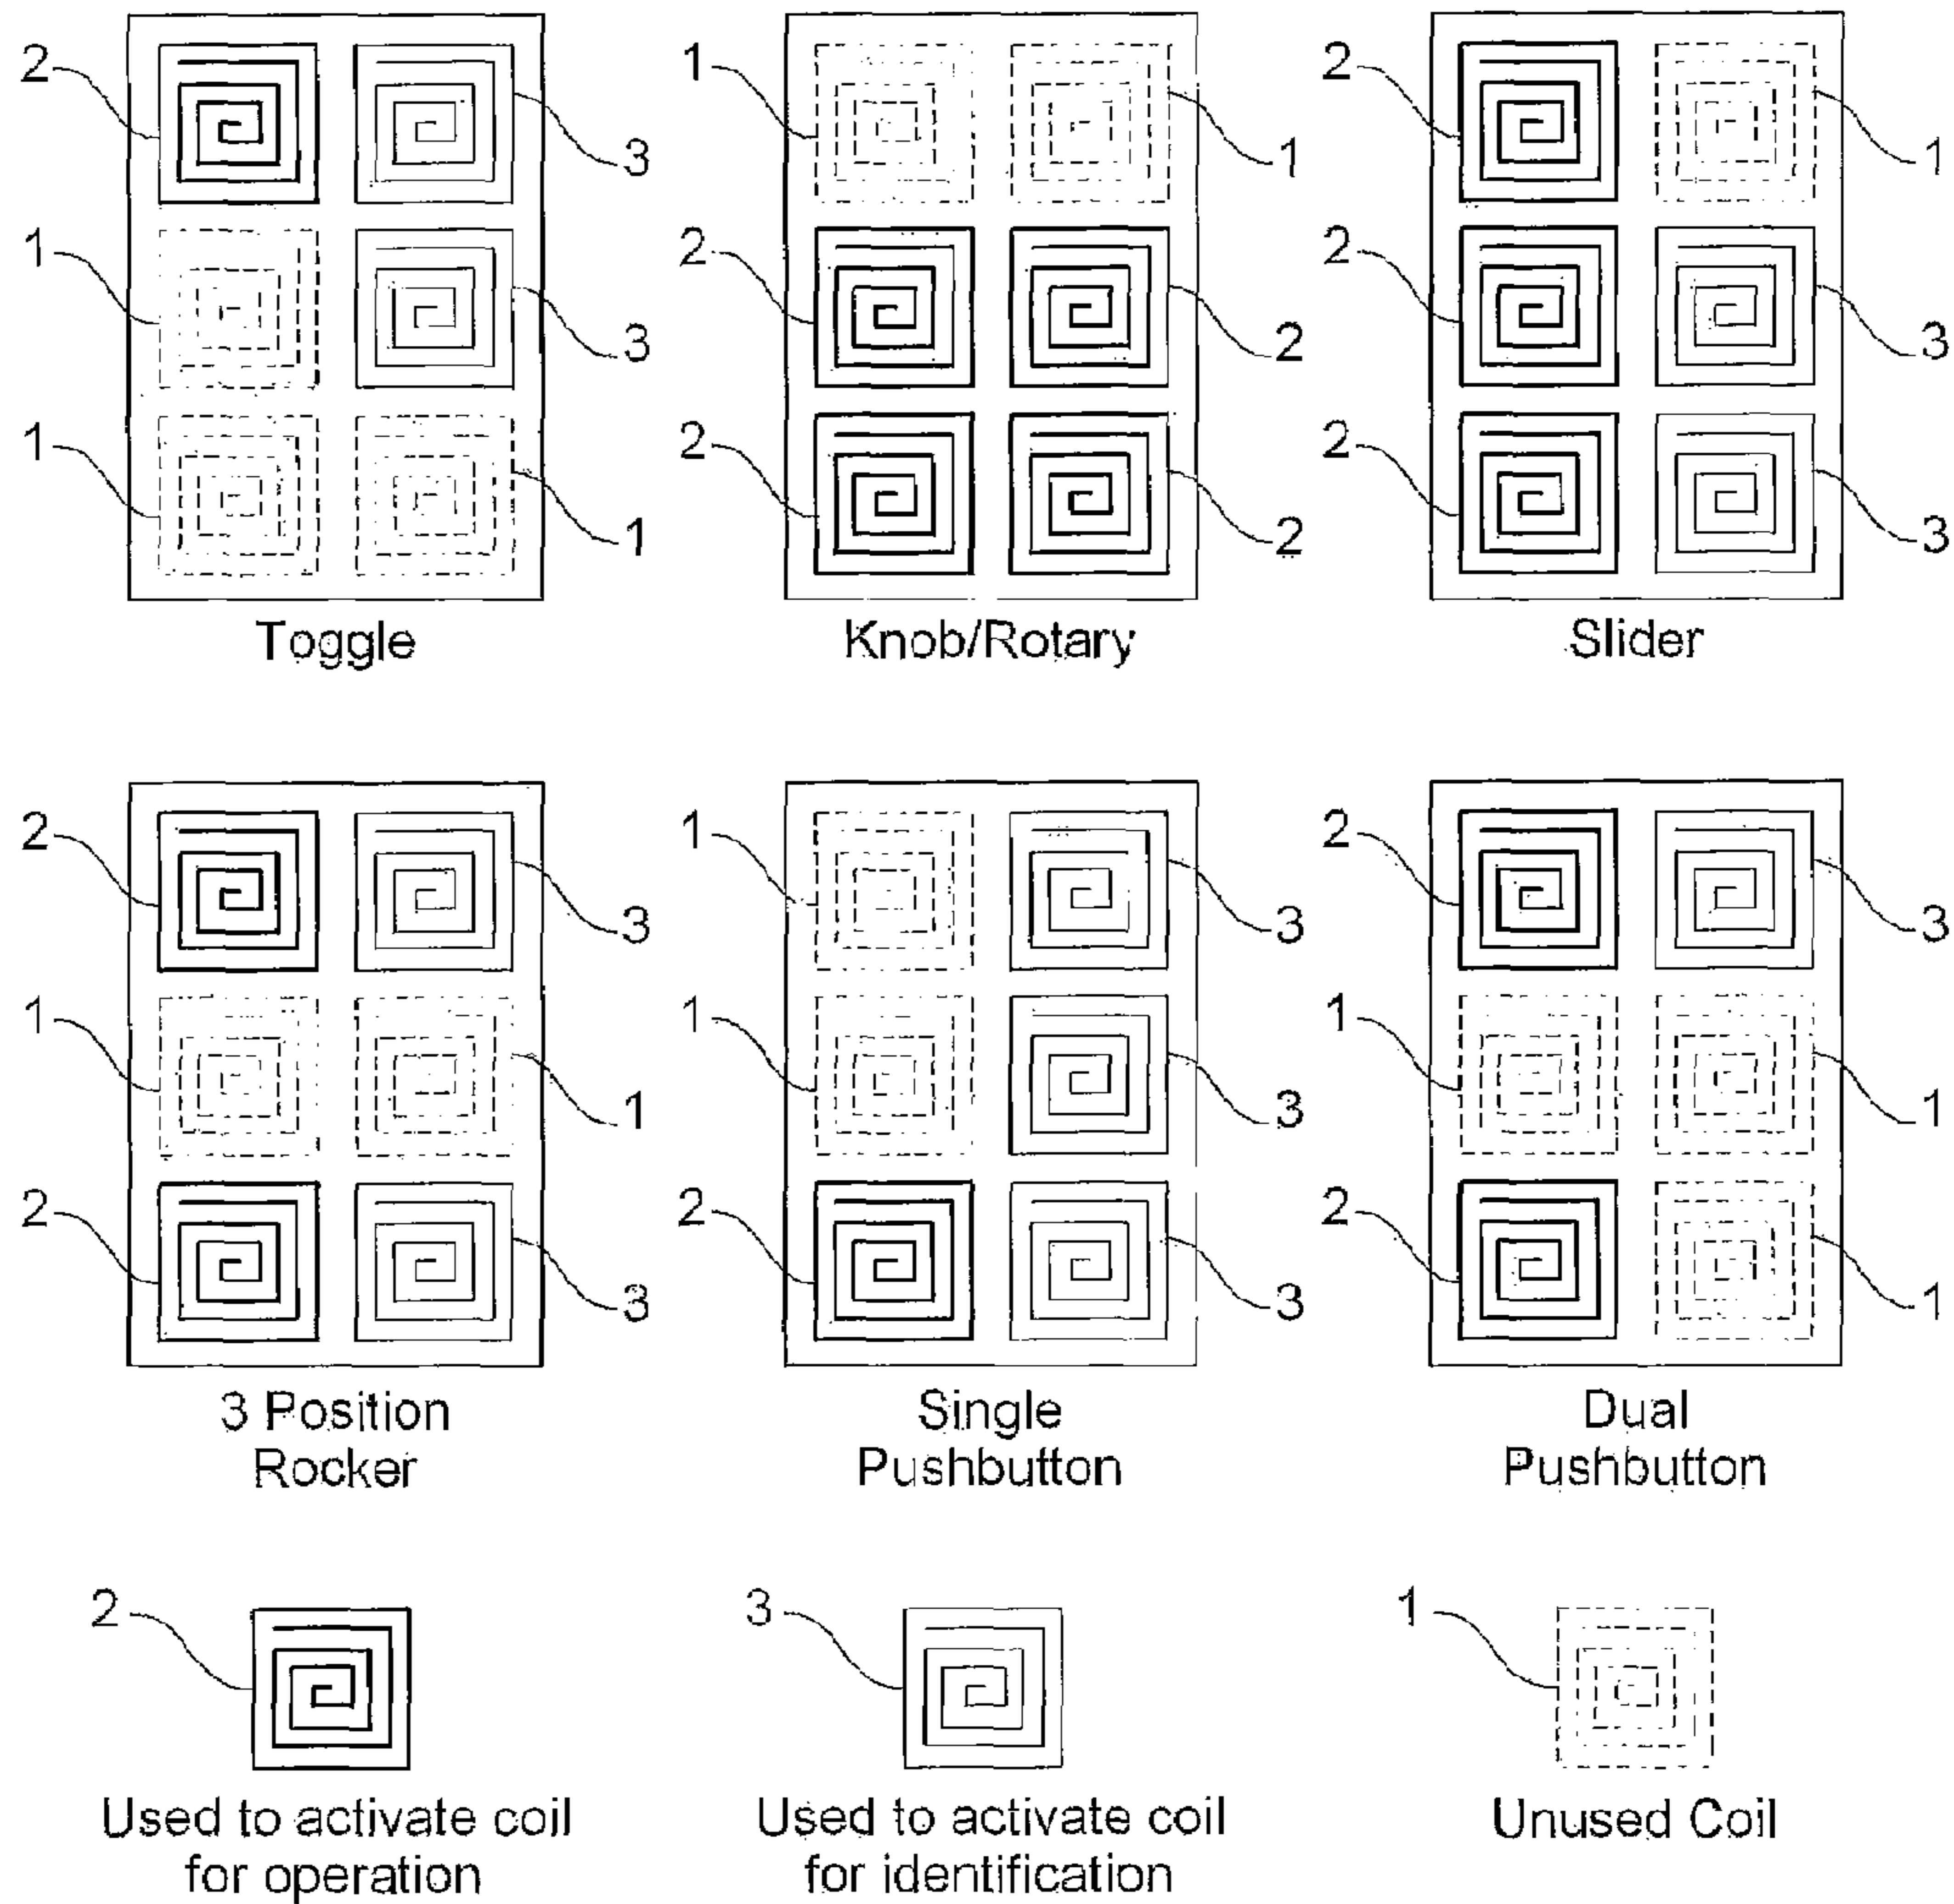 2
3
1
3
1
1
Toggle
1
1
2
2
2
2
Knob/Rotary
2
1
2
3
2
3
Slider
2
3
1
1
2
3
3 Position
Rocker
1
3
1
3
2
3
Single
Pushbutton
2
3
1
1
2
1
Dual
Pushbutton
2
Used to activate coil
for operation
3
Used to activate coil
for identification
1
Unused Coil